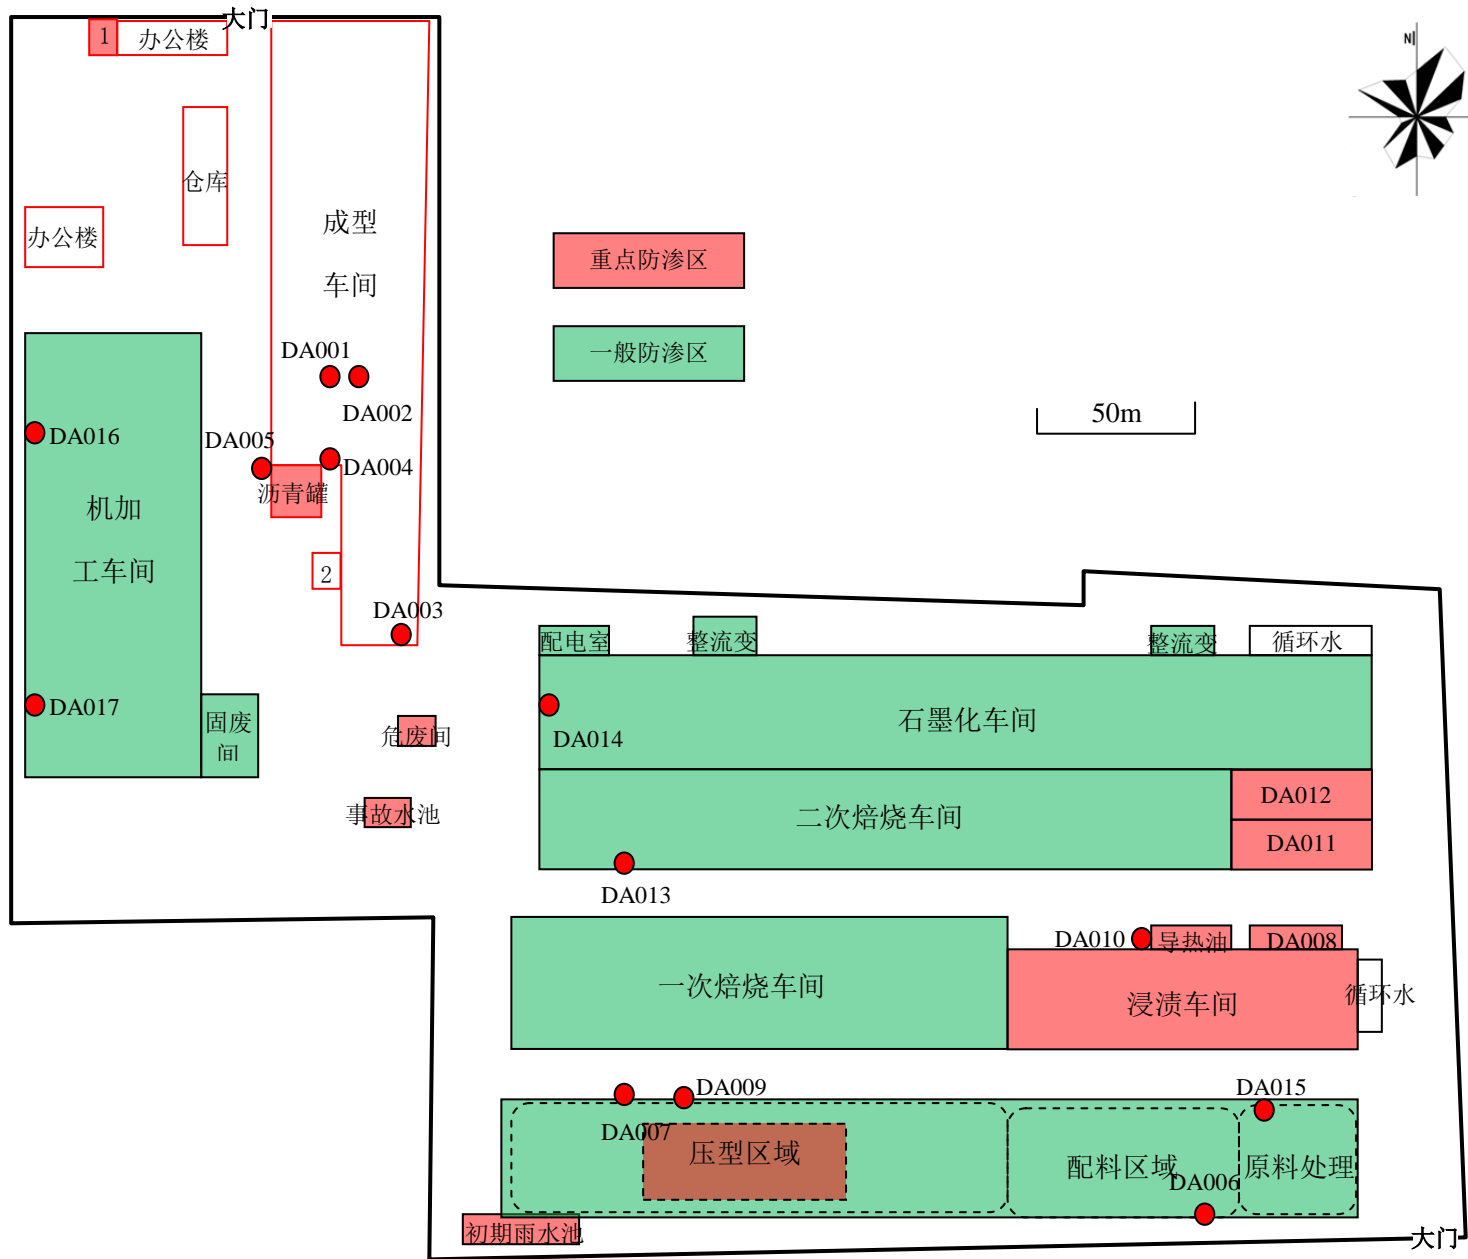 大门
1
办公楼
N
仓库
成型
车间
办公楼
重点防渗区
一般防渗区
DA001
DA002
50m
DA016
DA005
DA004
沥青罐
机加
工车间
2
DA003
配电室
整流变
整流变
循环水
DA017
固废
间
危废间
DA014
石墨化车间
事故水池
二次焙烧车间
DA012
DA011
DA013
DA010
导热油
DA008
一次焙烧车间
浸渍车间
循环水
DA009
DA015
DA007
压型区域
配料区域
原料处理
DA006
初期雨水池
大门